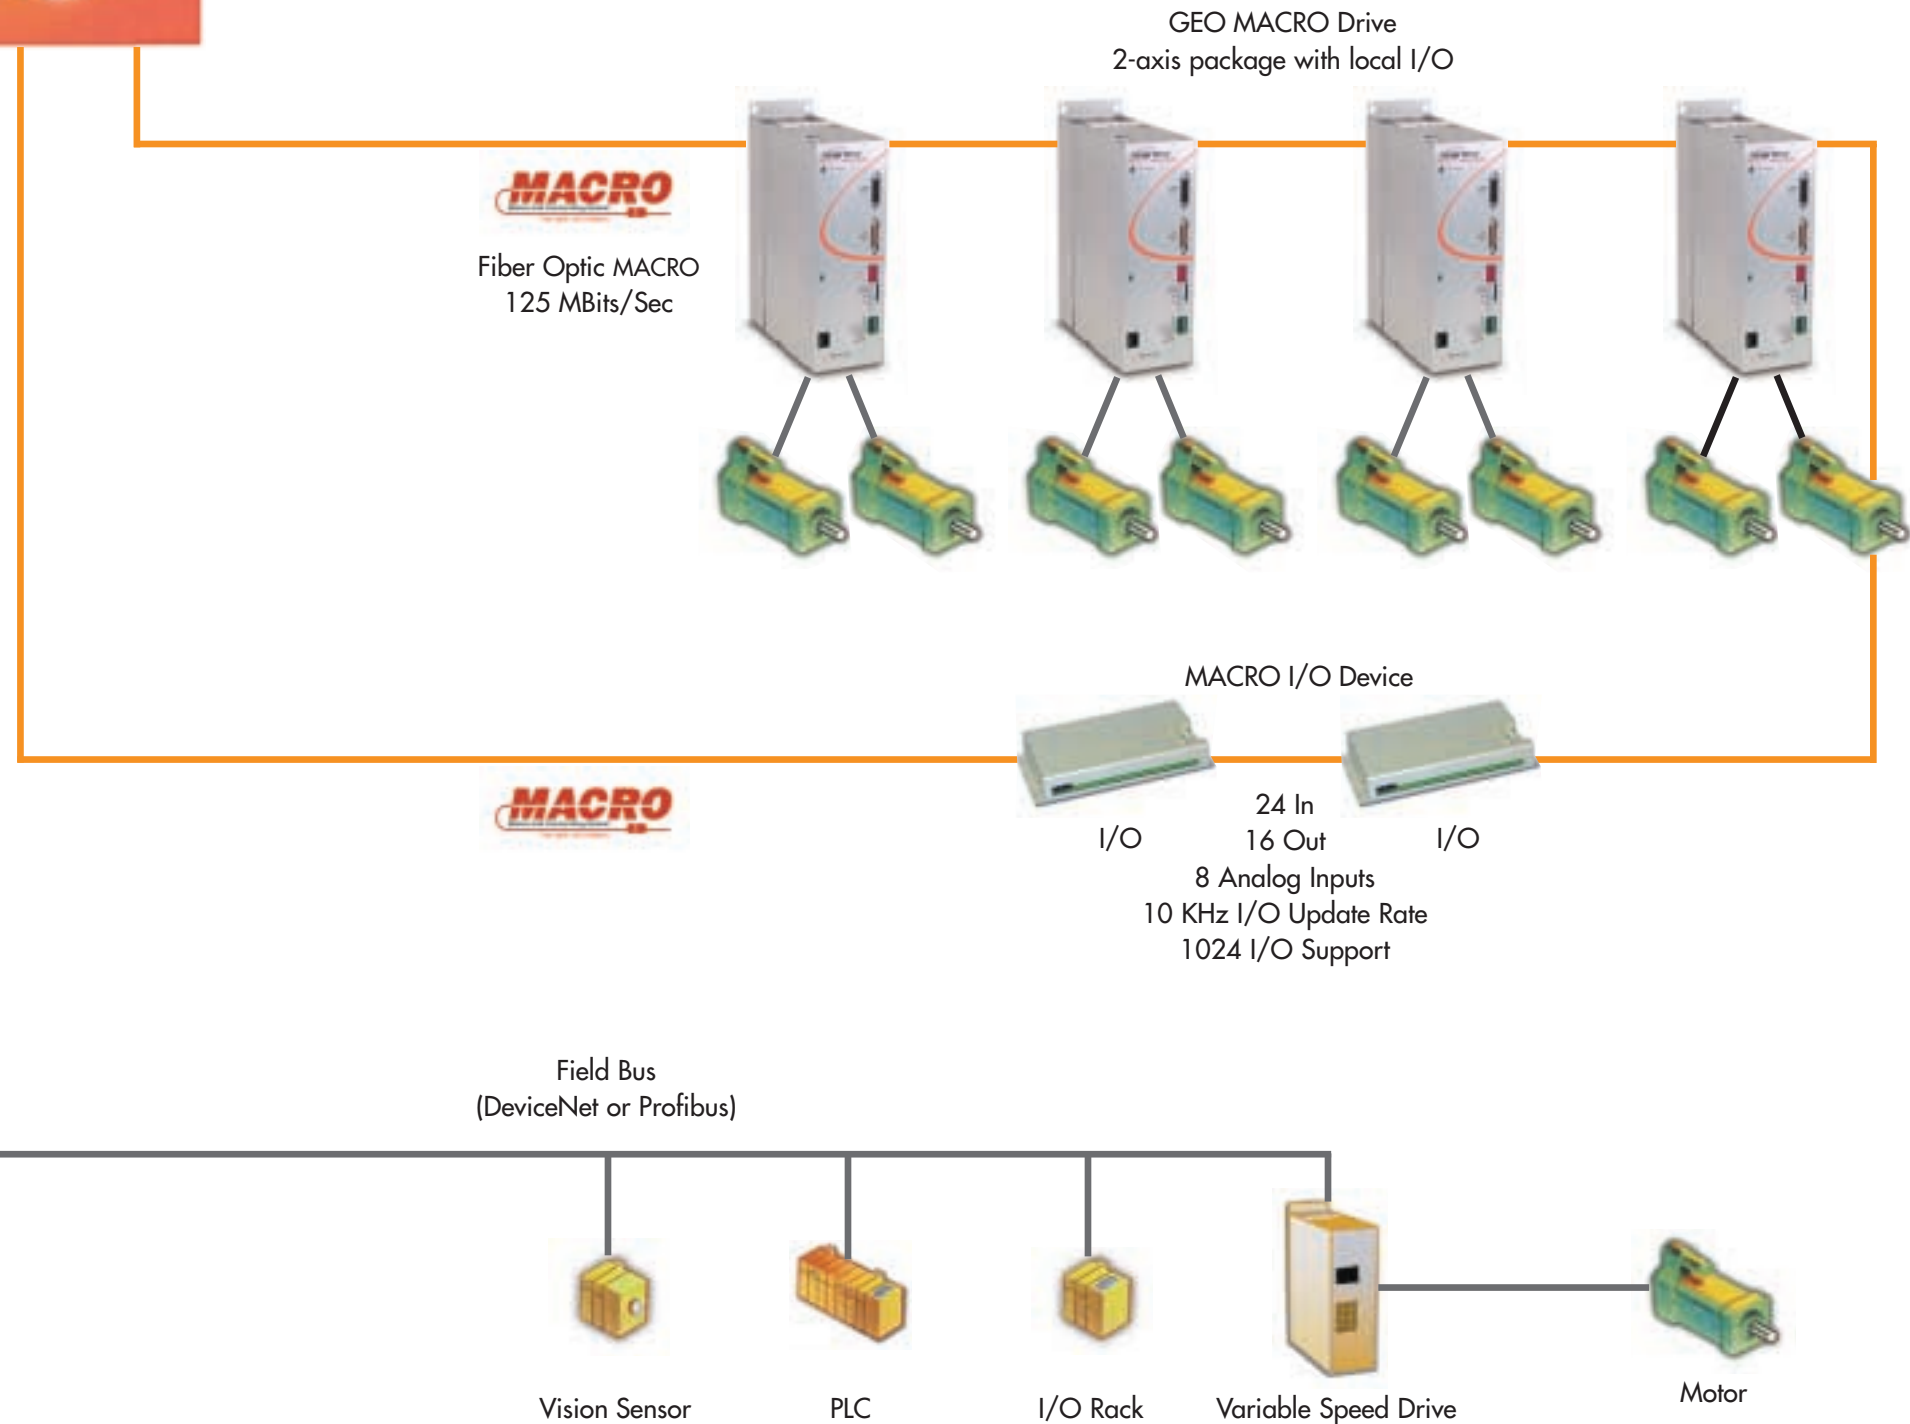 GEO MACRO Drive
2-axis package with local I/O
MACRO
Fiber Optic MACRO
125 MBits/Sec
MACRO I/O Device
MACRO
24 In
I/O
16 Out
I/O
8 Analog Inputs
10 KHz I/O Update Rate
1024 I/O Support
Field Bus
(DeviceNet or Profibus)
Vision Sensor
PLC
I/O Rack
Variable Speed Drive
Motor